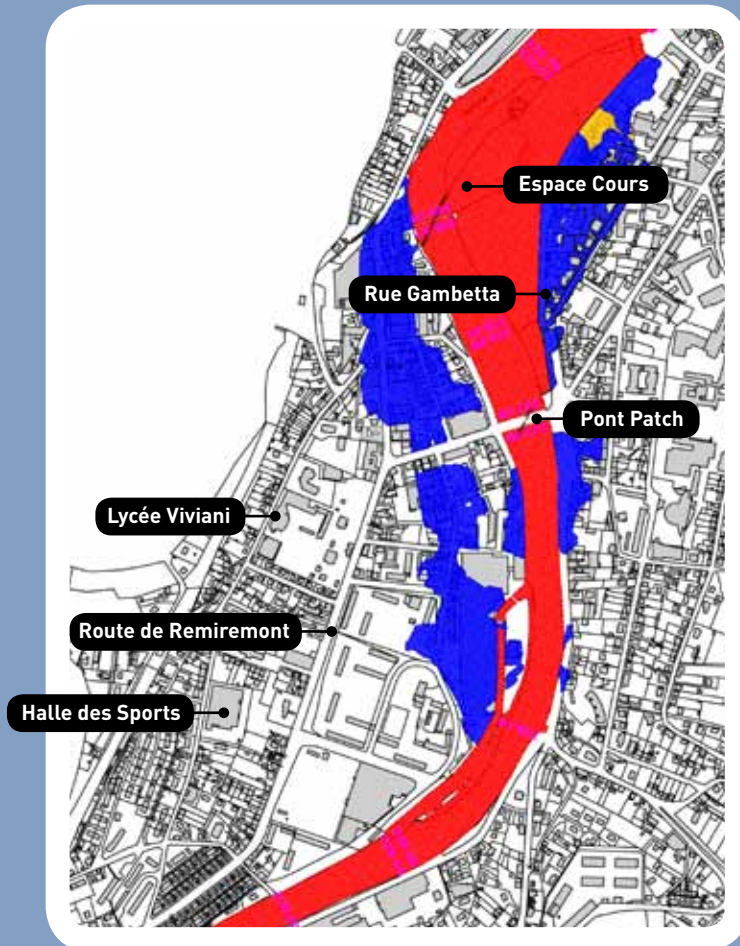 Espace Cours
Rue Gambetta
Pont Patch
Lycée Viviani
Route de Remiremont
Halle des Sports